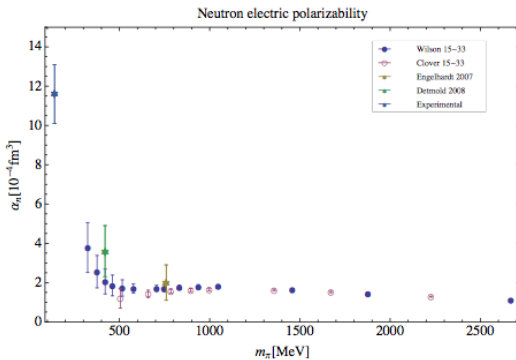 Neutron electric polarizability
Wilson 15-33
Clover 15-33
Engelhardt 2007
Detmold 2008
Experimental
14
12
10
8
6
4
2
0
αₙ[10⁻⁴fm³]
500 1000 1500 2000 2500
mπ[MeV]